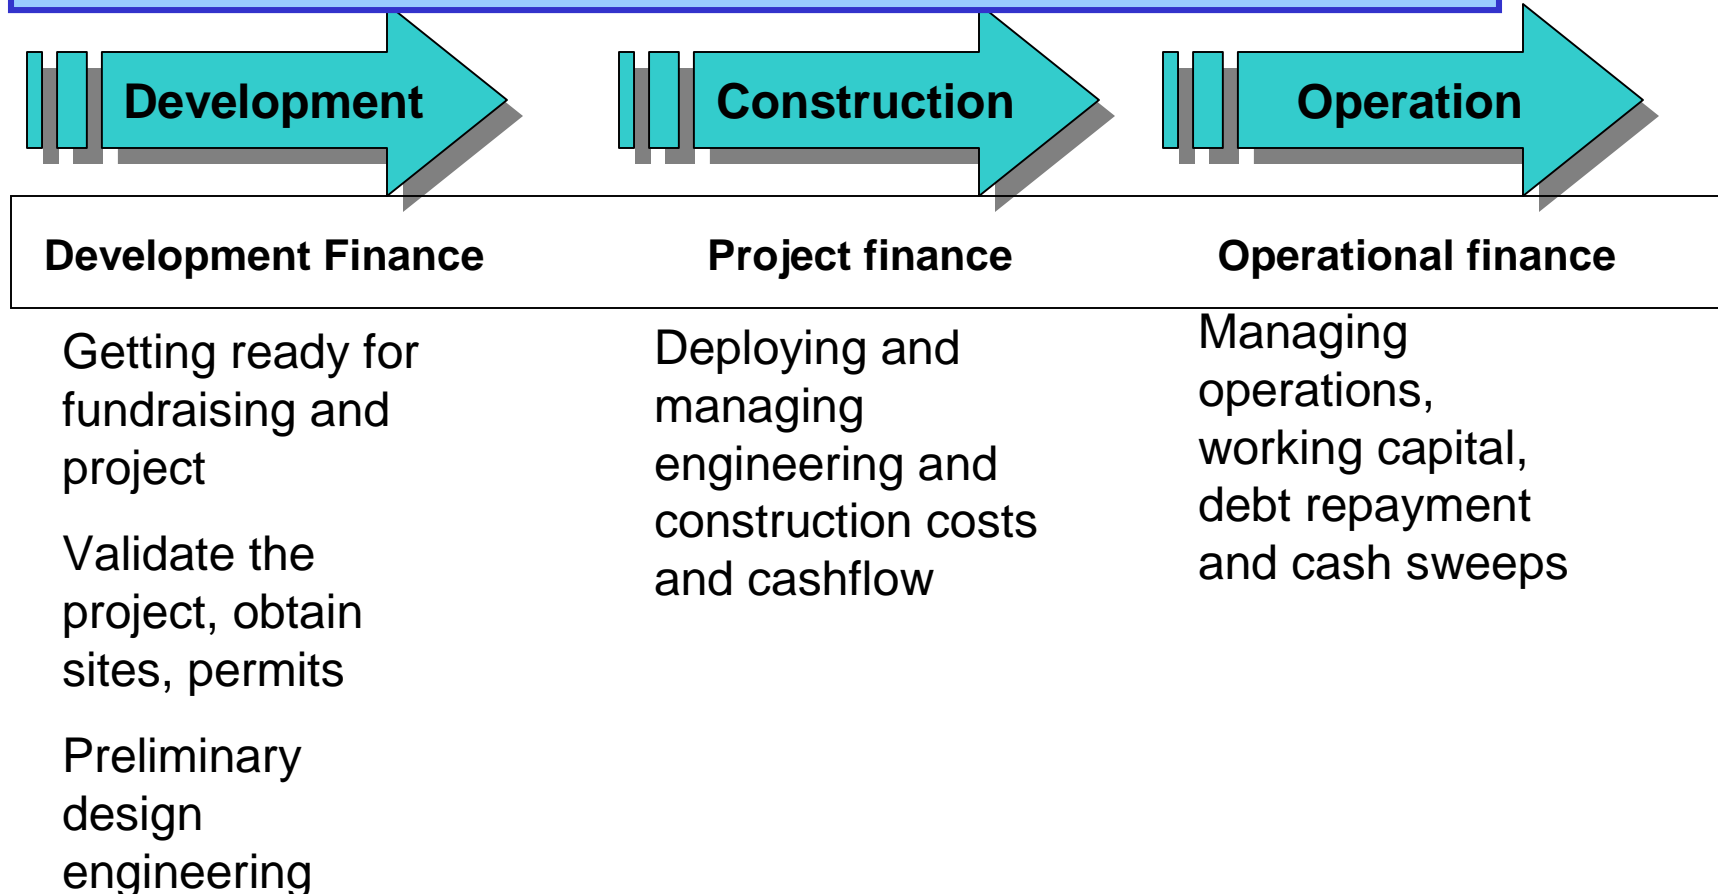 Development
Construction
Operation
Development Finance
Project finance
Operational finance
Getting ready for
fundraising and
project
Validate the
project, obtain
sites, permits
Preliminary
design
engineering
Deploying and
managing
engineering and
construction costs
and cashflow
Managing
operations,
working capital,
debt repayment
and cash sweeps